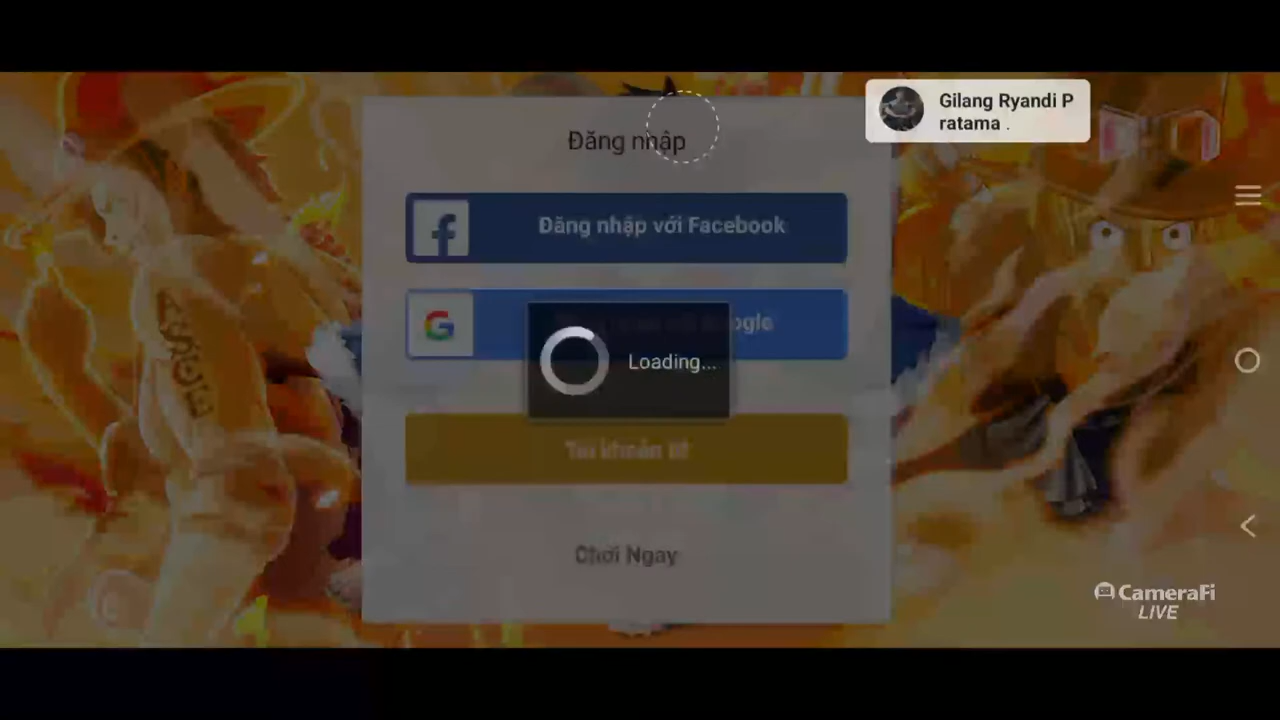 Gilang Ryandi P
ratama .
Đăng nhập
Đăng nhập với Facebook
Loading...
Chơi Ngay
CameraFi
LIVE